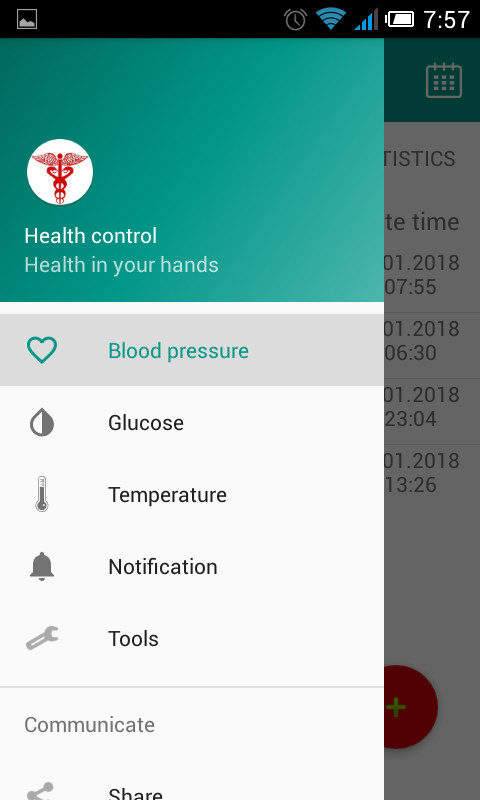 7:57
Health control
Health in your hands
Blood pressure
Glucose
Temperature
Notification
Tools
Communicate
Share
TISTICS
te time
01.2018
07:55
01.2018
06:30
01.2018
23:04
01.2018
13:26
+